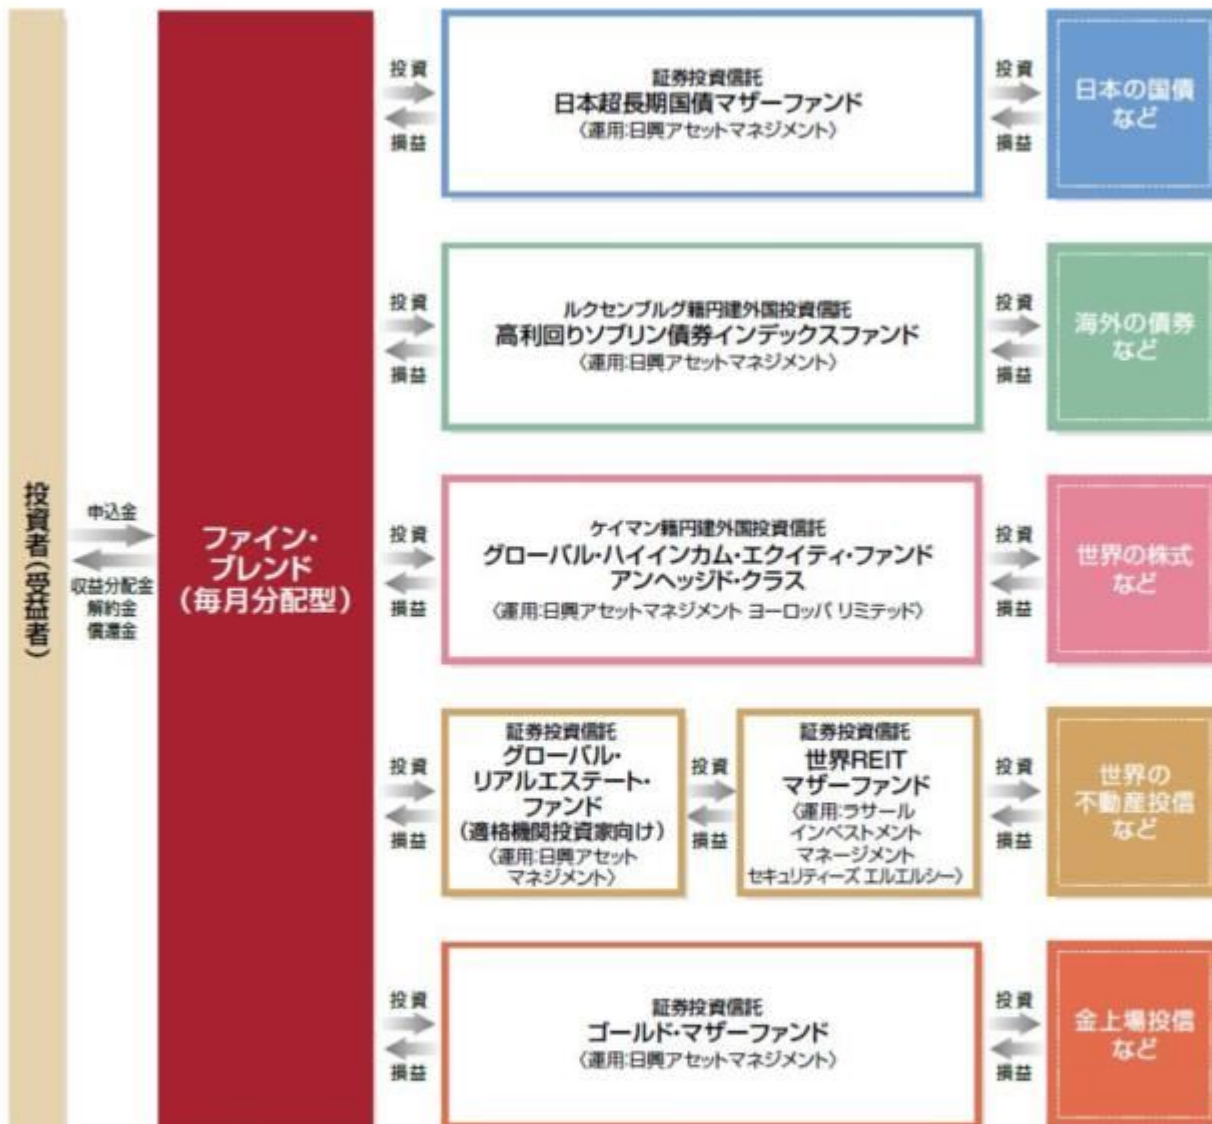 投資者(受益者)
申込金
収益分配金
解約金
償還金
ファイン・
ブレンド
(毎月分配型)
投資
損益
証券投資信託
日本超長期国債マザーファンド
〈運用:日興アセットマネジメント〉
投資
損益
日本の国債
など
投資
損益
ルクセンブルグ籍円建外国投資信託
高利回りソブリン債券インデックスファンド
〈運用:日興アセットマネジメント〉
投資
損益
海外の債券
など
投資
損益
ケイマン籍円建外国投資信託
グローバル・ハイインカム・エクイティ・ファンド
アンヘッジド・クラス
〈運用:日興アセットマネジメント ヨーロッパ リミテッド〉
投資
損益
世界の株式
など
投資
損益
証券投資信託
グローバル・
リアルエステート・
ファンド
(適格機関投資家向け)
〈運用:日興アセット
マネジメント〉
投資
損益
証券投資信託
世界REIT
マザーファンド
〈運用:ラサール
インベストメント
マネージメント
セキュリティーズ エルエルシー〉
投資
損益
世界の
不動産投信
など
投資
損益
証券投資信託
ゴールド・マザーファンド
〈運用:日興アセットマネジメント〉
投資
損益
金上場投信
など